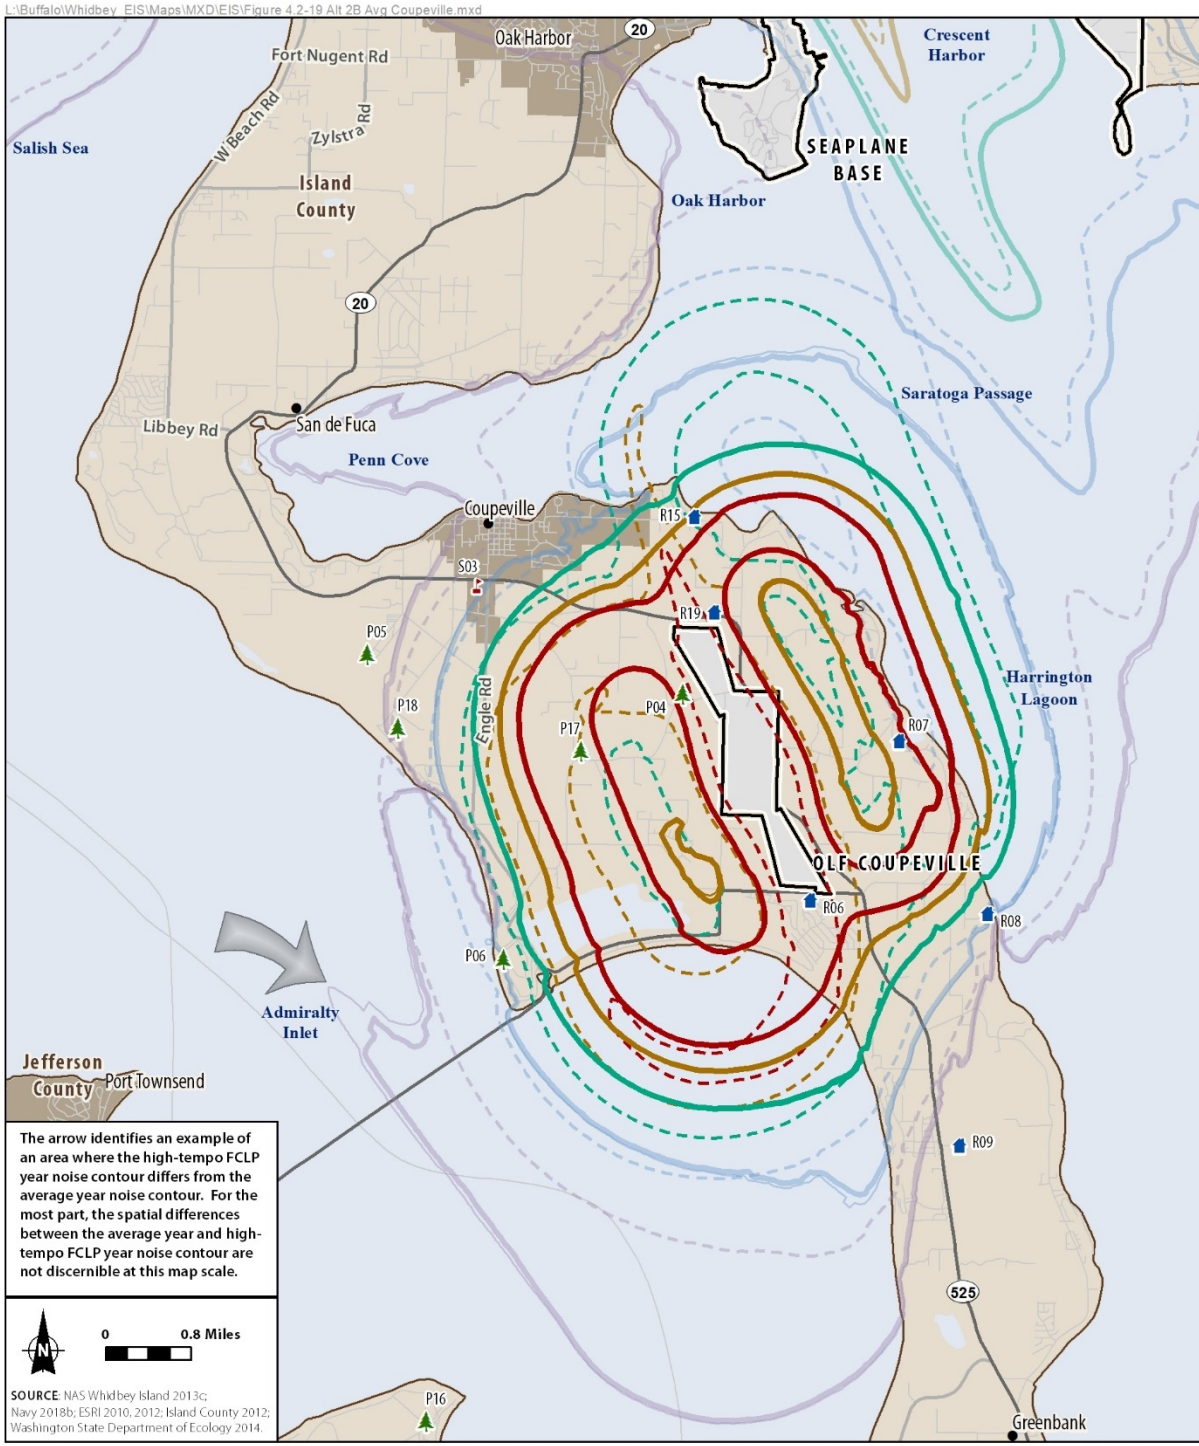 L:\Buffalo\Whidbey_EIS\Maps\MXD\EIS\Figure 4.2-19 Alt 2B Avg Coupeville.mxd
Oak Harbor
20
Crescent
Harbor
Fort Nugent Rd
W Beach Rd
Zylstra Rd
Salish Sea
SEAPLANE
BASE
Island
County
Oak Harbor
20
Saratoga Passage
San de Fuca
Libbey Rd
Penn Cove
Coupeville
R15
S03
R19
P05
Harrington
Lagoon
Engle Rd
P04
P18
P17
R07
OLF COUPEVILLE
R06
R08
P06
Admiralty
Inlet
Jefferson
County
Port Townsend
The arrow identifies an example of
an area where the high-tempo FCLP
year noise contour differs from the
average year noise contour. For the
most part, the spatial differences
between the average year and high-
tempo FCLP year noise contour are
not discernible at this map scale.
R09
525
N
0 0.8 Miles
SOURCE: NAS Whidbey Island 2013c;
Navy 2018b; ESRI 2010, 2012; Island County 2012;
Washington State Department of Ecology 2014.
P16
Greenbank